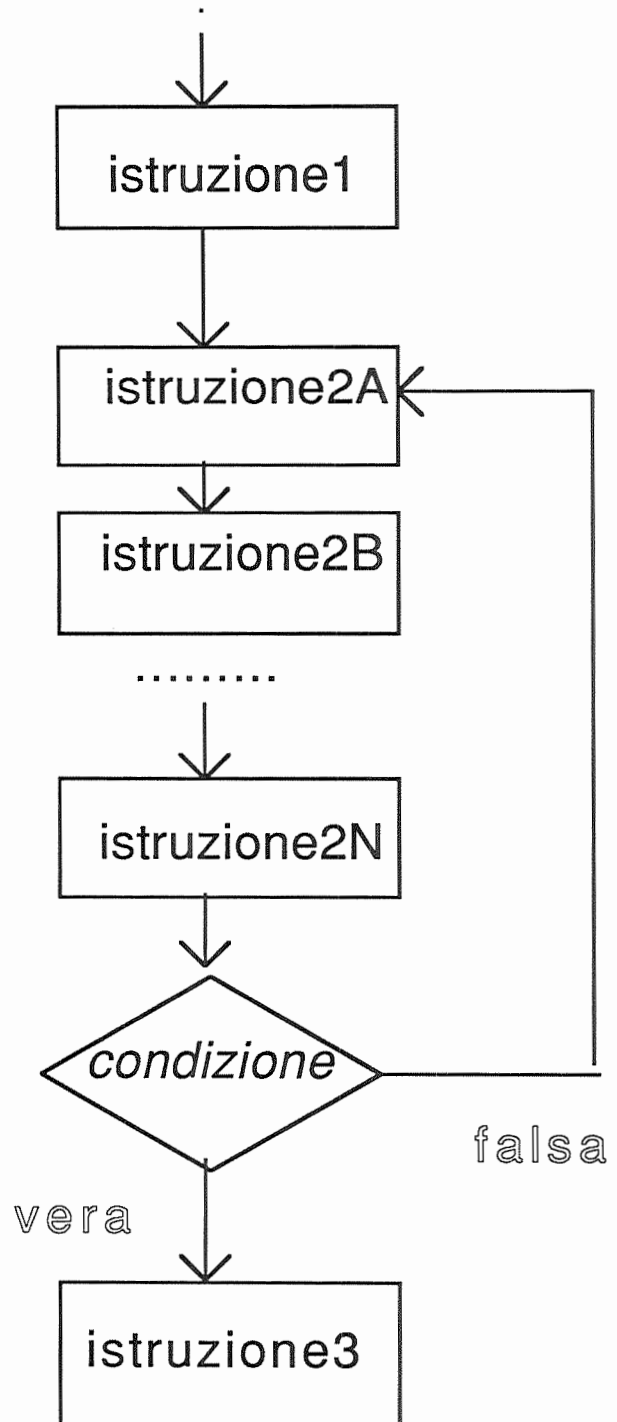 istruzione1
istruzione2A
istruzione2B
.........
istruzione2N
condizione
falsa
vera
istruzione3